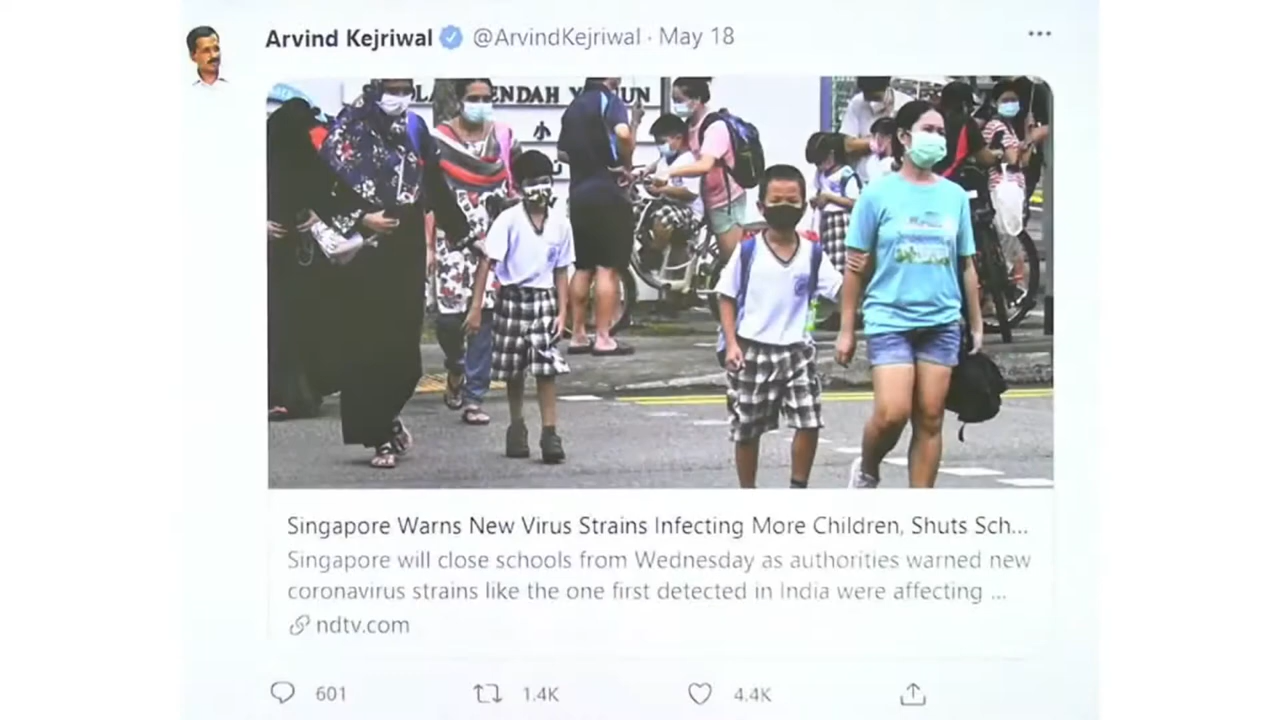 Arvind Kejriwal @ArvindKejriwal · May 18
ENDAH
小
Singapore Warns New Virus Strains Infecting More Children, Shuts Sch...
Singapore will close schools from Wednesday as authorities warned new
coronavirus strains like the one first detected in India were affecting ...
ndtv.com
601 1.4K 4.4K